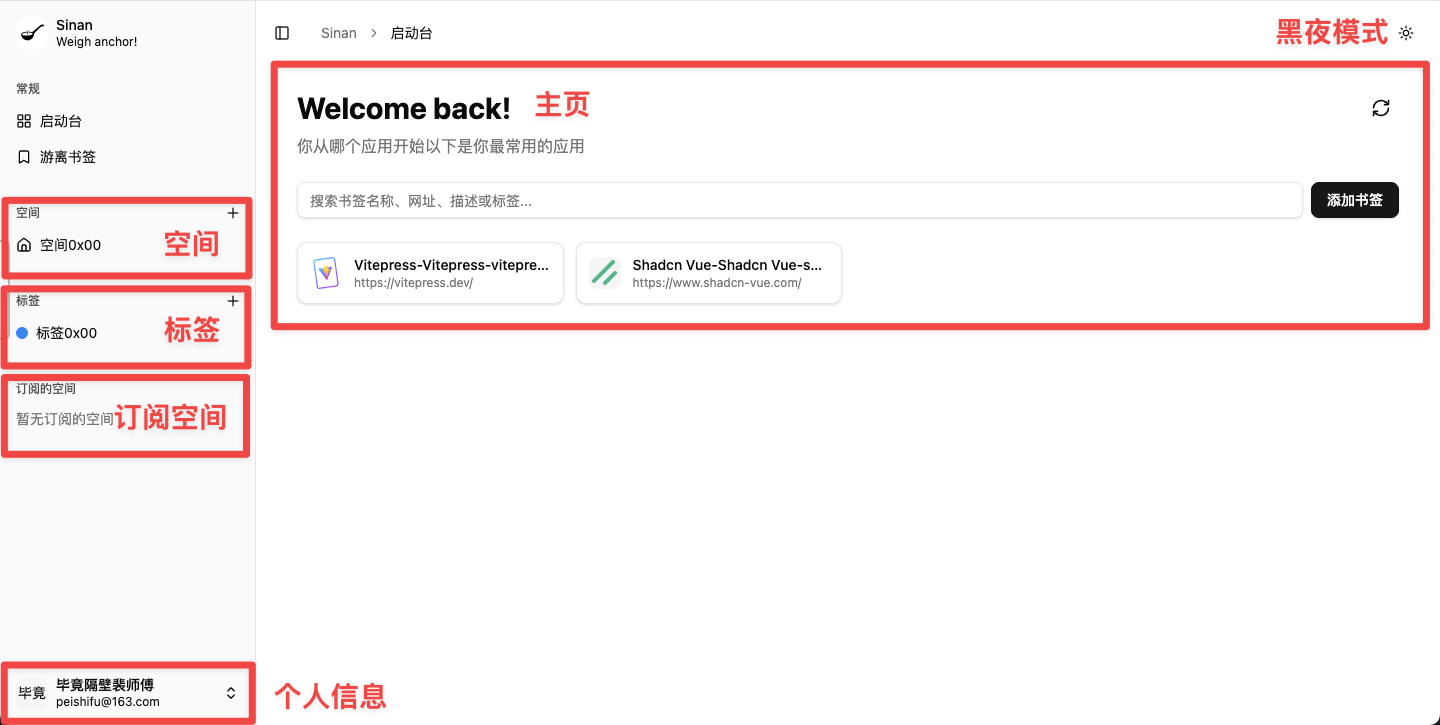 Sinan
Weigh anchor!
常规
启动台
游离书签
空间
空间0x00
空间
标签
标签0x00
标签
订阅的空间
暂无订阅的空间
订阅空间
毕竟
毕竟隔壁裴师傅
peishifu@163.com
个人信息
Sinan > 启动台
黑夜模式
Welcome back!
主页
你从哪个应用开始以下是你最常用的应用
搜索书签名称、网址、描述或标签...
添加书签
Vitepress-Vitepress-vitepre...
https://vitepress.dev/
Shadcn Vue-Shadcn Vue-s...
https://www.shadcn-vue.com/